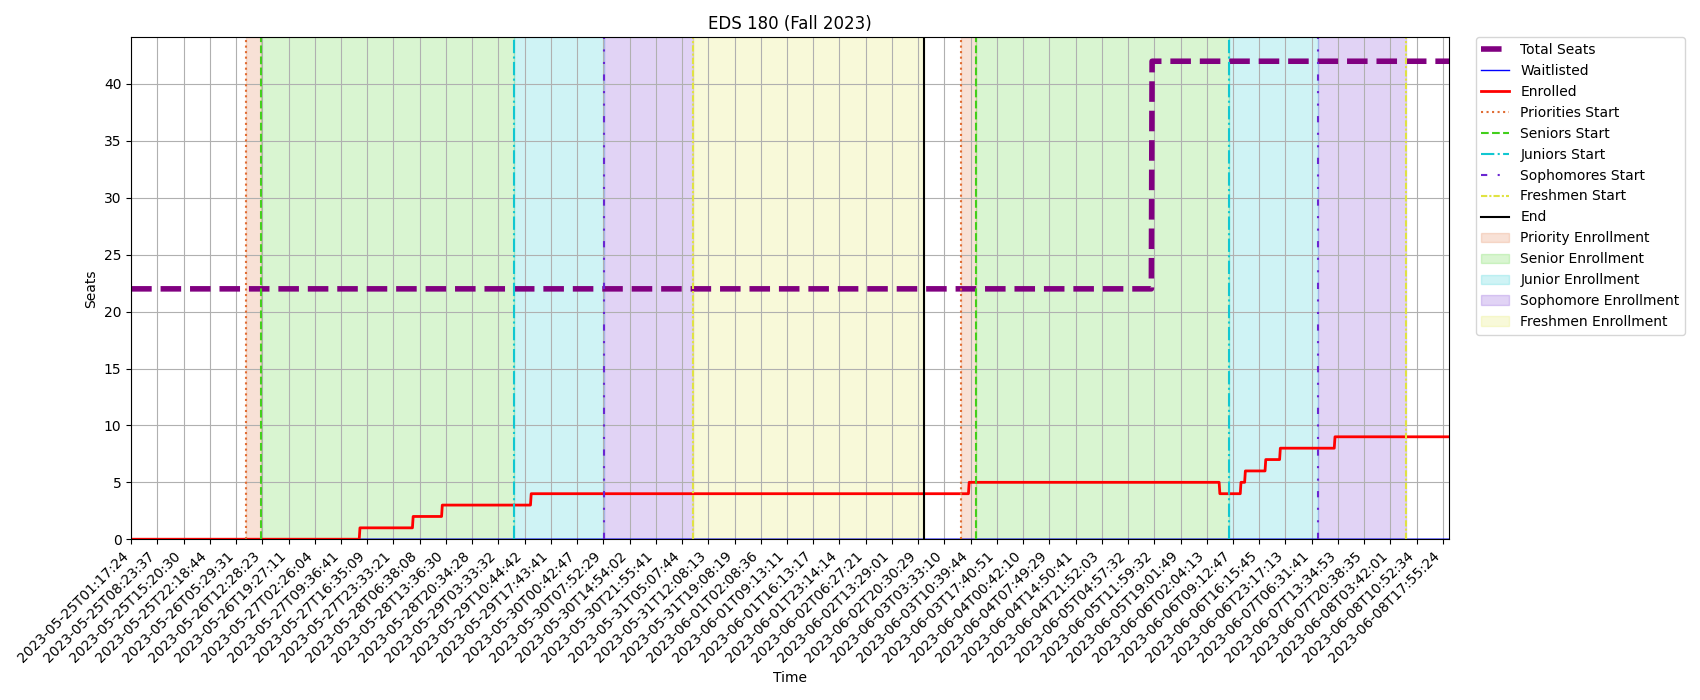 EDS 180 (Fall 2023)
Seats
40
35
30
25
20
15
10
5
0
2023-05-25T01:17:24
2023-05-25T08:23:37
2023-05-25T15:20:30
2023-05-25T22:18:44
2023-05-26T05:29:31
2023-05-26T12:28:23
2023-05-26T19:27:11
2023-05-27T02:26:04
2023-05-27T09:36:41
2023-05-27T16:35:09
2023-05-27T23:33:21
2023-05-28T06:38:08
2023-05-28T13:36:30
2023-05-28T20:34:28
2023-05-29T03:33:32
2023-05-29T10:44:42
2023-05-29T17:43:41
2023-05-30T00:42:47
2023-05-30T07:52:29
2023-05-30T14:54:02
2023-05-30T21:55:41
2023-05-31T05:07:44
2023-05-31T12:08:13
2023-05-31T19:08:19
2023-06-01T02:08:36
2023-06-01T09:13:11
2023-06-01T16:13:17
2023-06-01T23:14:14
2023-06-02T06:27:21
2023-06-02T13:29:01
2023-06-02T20:30:29
2023-06-03T03:33:10
2023-06-03T10:39:44
2023-06-03T17:40:51
2023-06-04T00:42:10
2023-06-04T07:49:29
2023-06-04T14:50:41
2023-06-04T21:52:03
2023-06-05T04:57:32
2023-06-05T11:59:32
2023-06-05T19:01:49
2023-06-06T02:04:13
2023-06-06T09:12:47
2023-06-06T16:15:45
2023-06-06T23:17:13
2023-06-07T06:31:41
2023-06-07T13:34:53
2023-06-07T20:38:35
2023-06-08T03:42:01
2023-06-08T10:52:34
2023-06-08T17:55:24
Time
Total Seats
Waitlisted
Enrolled
Priorities Start
Seniors Start
Juniors Start
Sophomores Start
Freshmen Start
End
Priority Enrollment
Senior Enrollment
Junior Enrollment
Sophomore Enrollment
Freshmen Enrollment